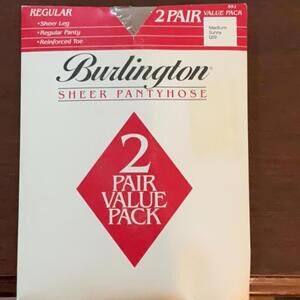 REGULAR
• Sheer Leg
• Regular Panty
• Reinforced Toe
2 PAIR VALUE PACK
Medium
Sunny
Burlington®
SHEER PANTYHOSE
2
PAIR
VALUE
PACK